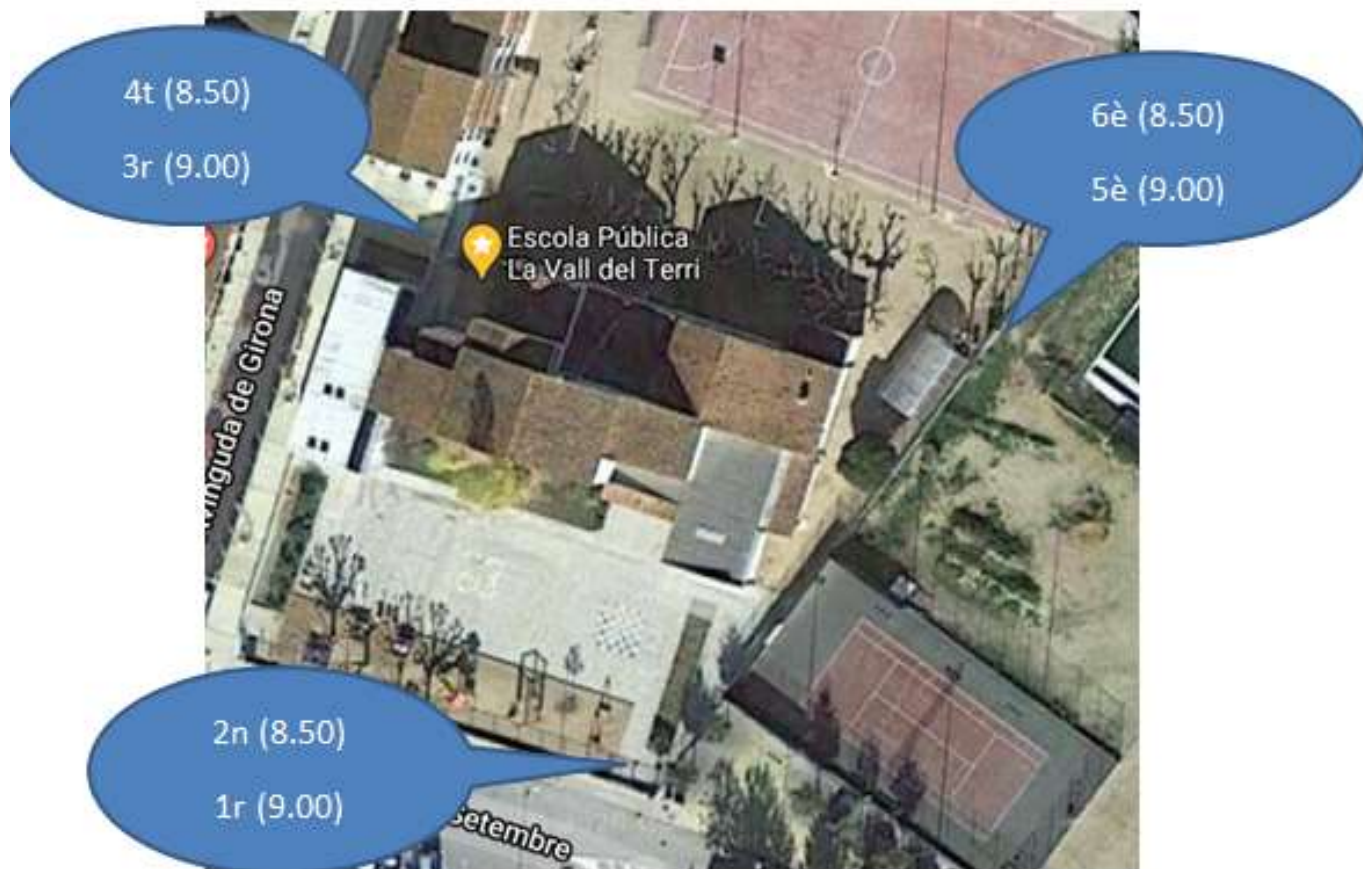 4t (8.50)
3r (9.00)
6è (8.50)
5è (9.00)
Escola Pública
La Vall del Terri
de Girona
2n (8.50)
1r (9.00)
Setembre